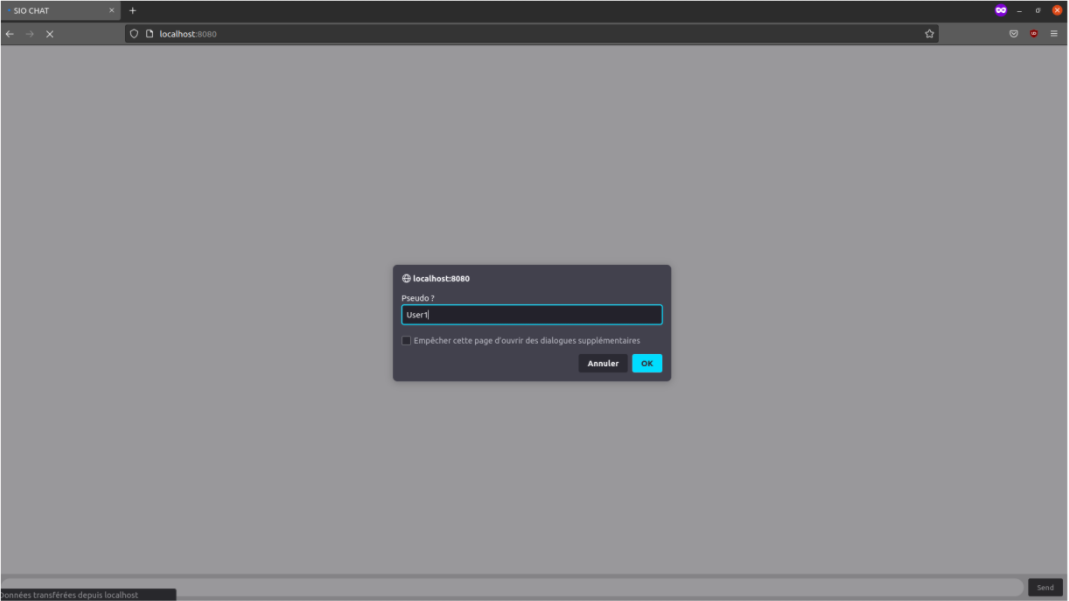 SIO CHAT
localhost:8080
localhost:8080
Pseudo ?
User1
Empêcher cette page d'ouvrir des dialogues supplémentaires
Annuler OK
Send
Données transférées depuis localhost